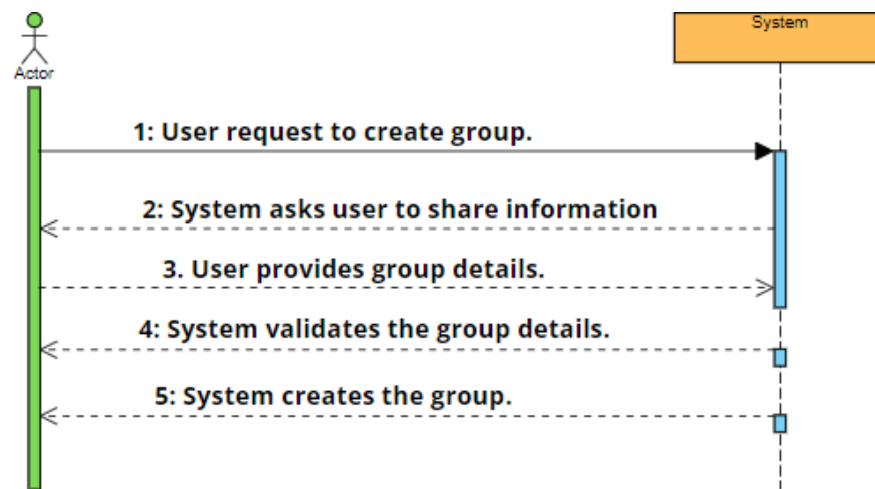 System
Actor
1: User request to create group.
2: System asks user to share information
3. User provides group details.
4: System validates the group details.
5: System creates the group.